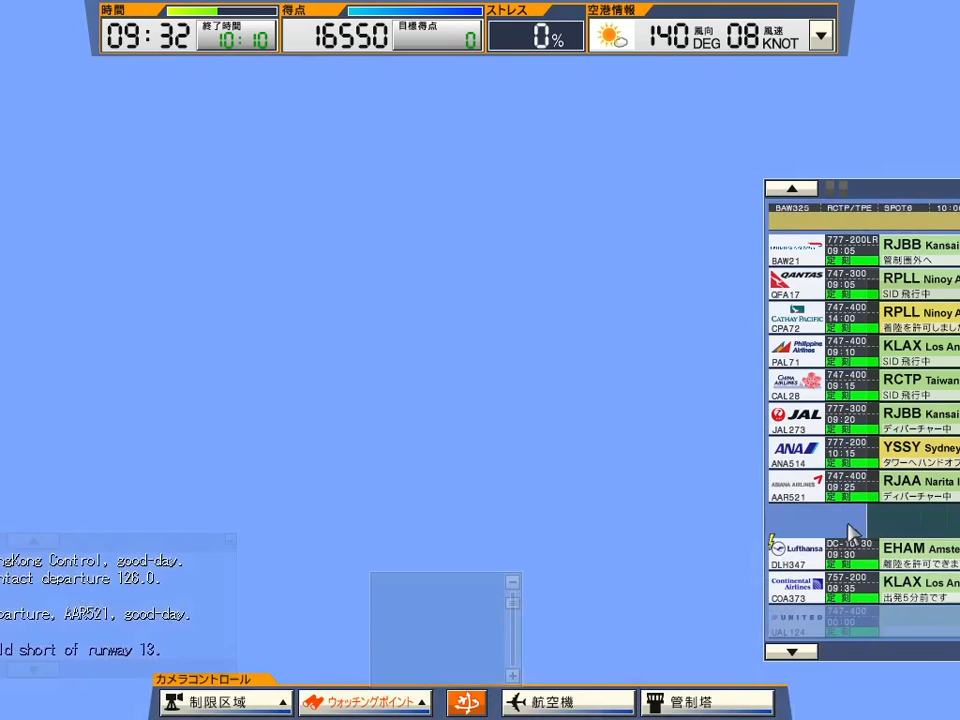 時間 得点 ストレス 空港情報
09:32 終了時間 10:10 16550 目標得点 0 0% 140 風向 DEG 08 風速 KNOT
BAW325 RCTP/TPE SPOT6
777-200LR RJBB Kansai
09:05
BAW21 定刻 管制圏外へ
QANTAS 747-300 RPLL Ninoy A
09:05
QFA17 定刻 SID飛行中
CATHAY PACIFIC 747-400 RPLL Ninoy A
14:00
CPA72 定刻 着陸を許可しました
Philippine Airlines 747-400 KLAX Los An
09:10
PAL71 定刻 SID飛行中
CHINA AIRLINES 747-400 RCTP Taiwan
09:15
CAL28 定刻 SID飛行中
JAL 777-300 RJBB Kansai
09:20
JAL273 定刻 ディパーチャー中
ANA 777-200 YSSY Sydney
10:15
ANA514 定刻 タワーへハンドオフ
ASIANA AIRLINES 747-400 RJAA Narita I
09:25
AAR521 定刻 ディパーチャー中
Lufthansa DC-10-30 EHAM Amste
09:30
DLH347 定刻 離陸を許可できま
Continental Airlines 757-200 KLAX Los An
09:35
COA373 定刻 出発5分前です
UNITED 747-400
00:00
UAL124 定刻
ngKong Control, good-day.
ntact departure 126.0.
parture, AAR521, good-day.
ld short of runway 13.
カメラコントロール
制限区域 ウォッチングポイント 航空機 管制塔